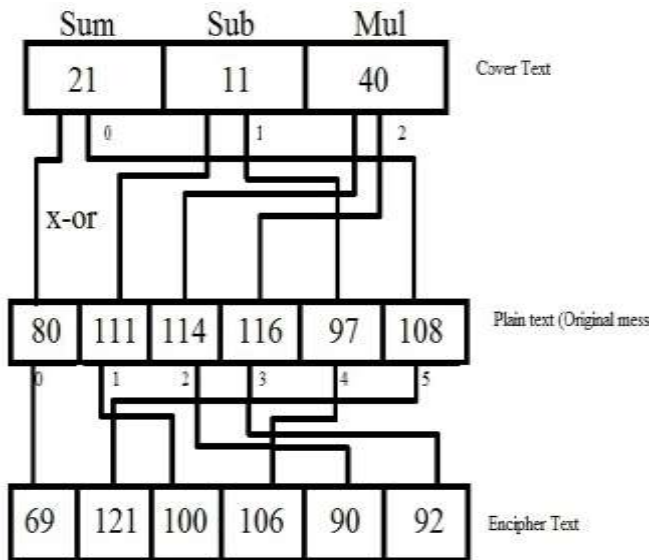 Sum Sub Mul
21 11 40 Cover Text
0 1 2
x-or
80 111 114 116 97 108 Plain text (Original mess
0 1 2 3 4 5
69 121 100 106 90 92 Encipher Text